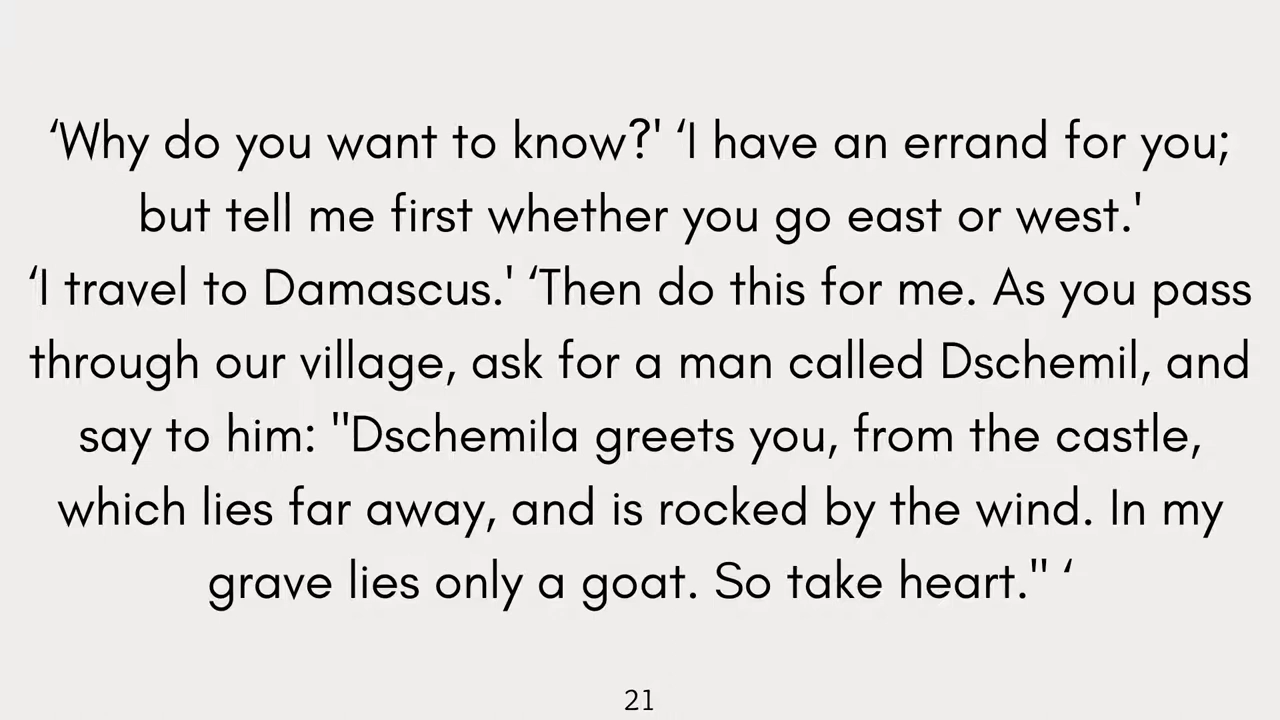 ‘Why do you want to know?' ‘I have an errand for you;
but tell me first whether you go east or west.'
‘I travel to Damascus.' ‘Then do this for me. As you pass
through our village, ask for a man called Dschemil, and
say to him: "Dschemila greets you, from the castle,
which lies far away, and is rocked by the wind. In my
grave lies only a goat. So take heart." ‘
21